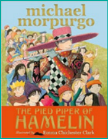 michael
morpurgo
THE PIED PIPER OF
HAMELIN
Emma Chichester Clark